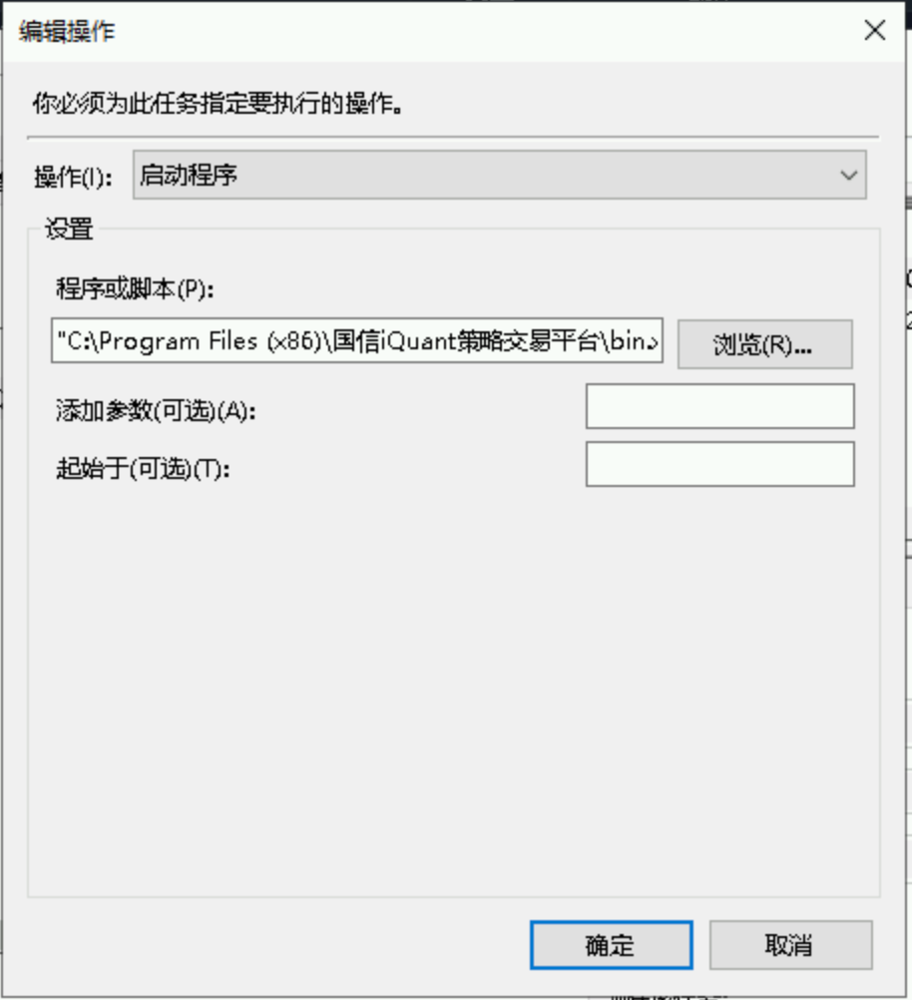 编辑操作
你必须为此任务指定要执行的操作。
操作(I): 启动程序
设置
程序或脚本(P):
"C:\Program Files (x86)\国信iQuant策略交易平台\bin.x 浏览(R)...
添加参数(可选)(A):
起始于(可选)(T):
确定 取消